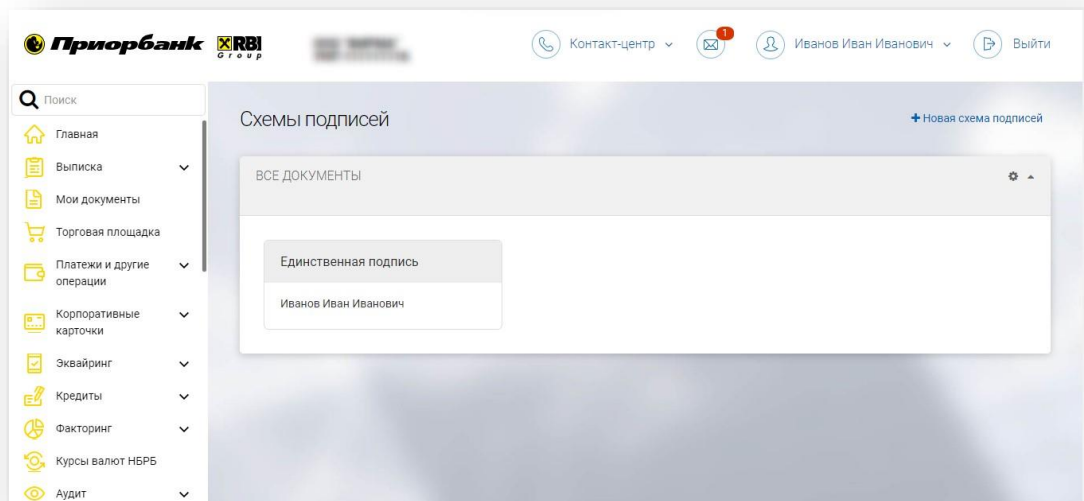 Приорбанк RBI Group
Контакт-центр
1
Иванов Иван Иванович
Выйти
Поиск
Главная
Выписка
Мои документы
Торговая площадка
Платежи и другие
операции
Корпоративные
карточки
Эквайринг
Кредиты
Факторинг
Курсы валют НБРБ
Аудит
Схемы подписей
+ Новая схема подписей
ВСЕ ДОКУМЕНТЫ
Единственная подпись
Иванов Иван Иванович